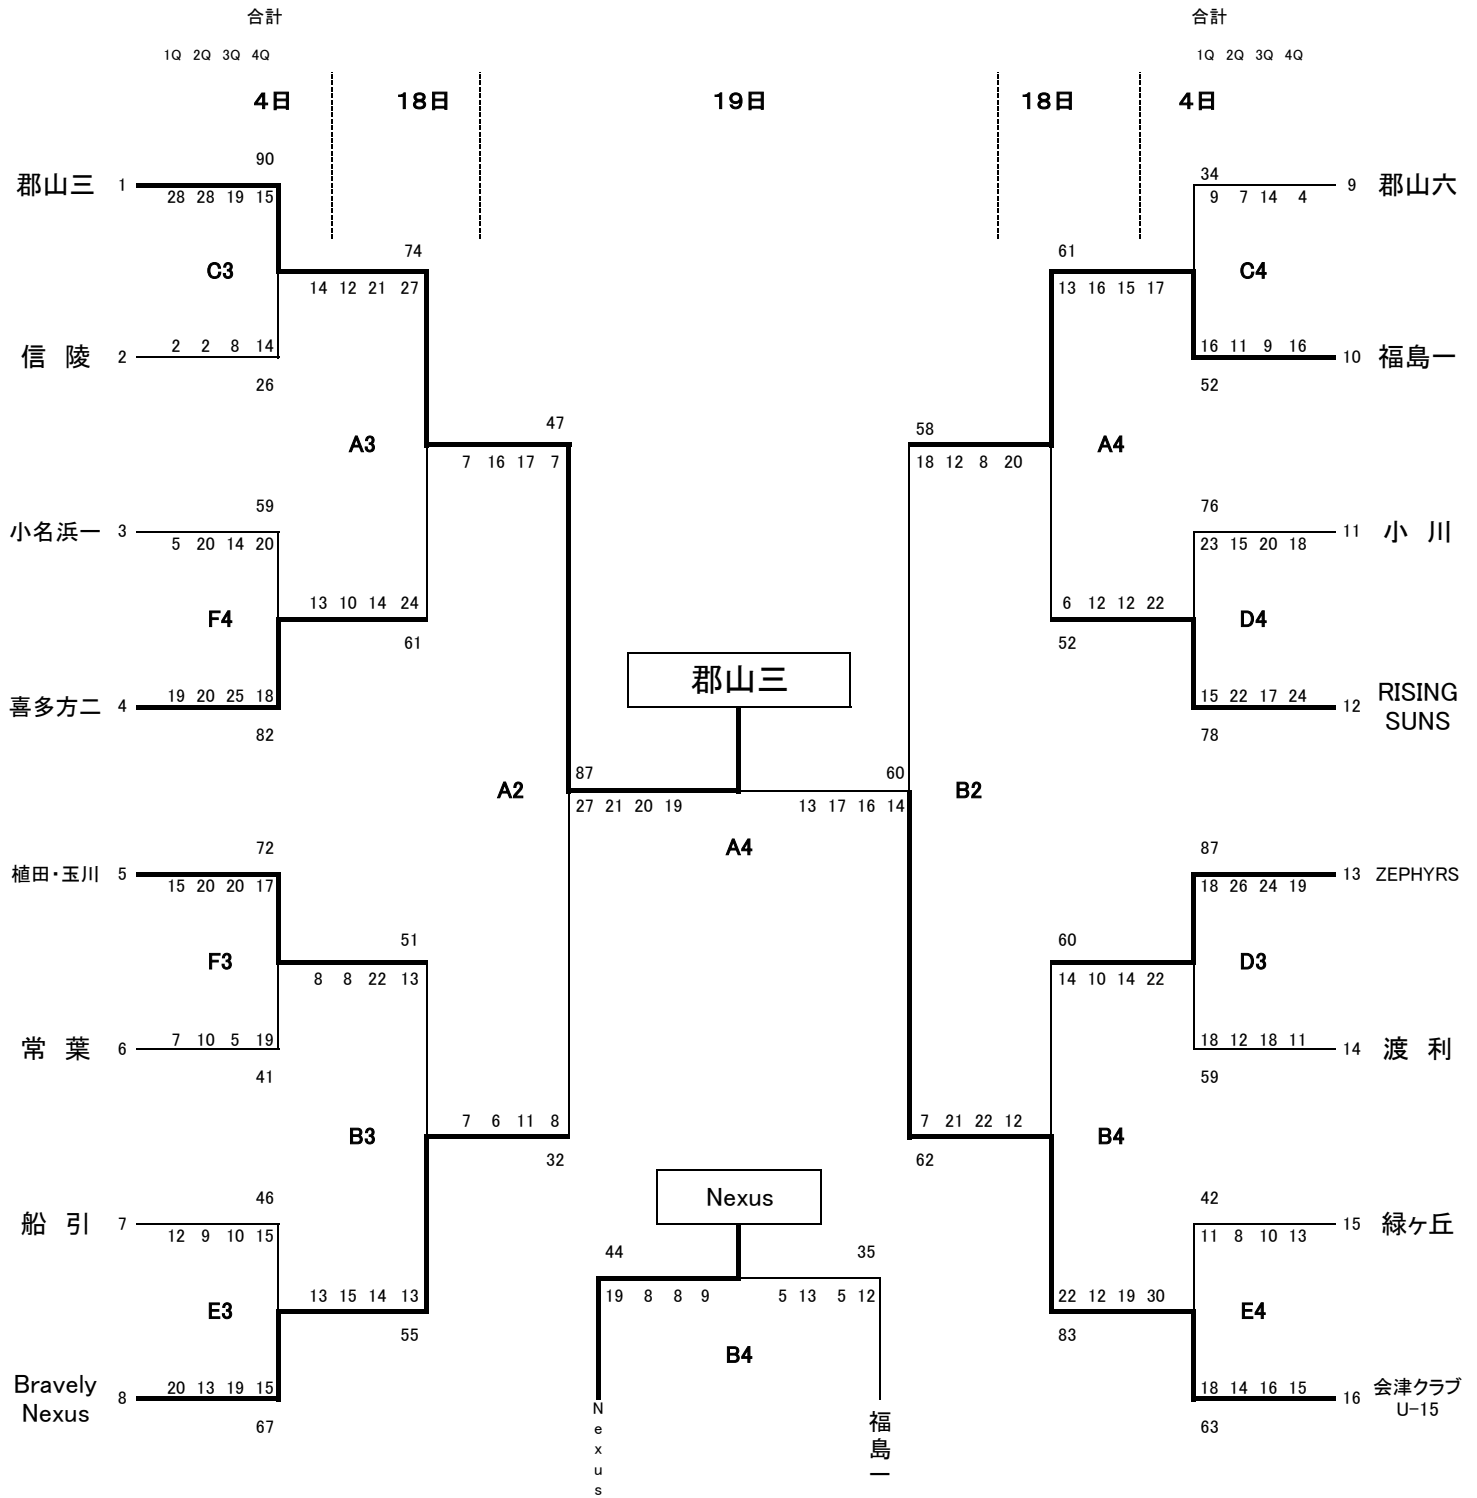 合計 合計
1Q 2Q 3Q 4Q 1Q 2Q 3Q 4Q
4日 18日 19日 18日 4日
90
34
郡山三 1
9 郡山六
28 28 19 15
9 7 14 4
74
61
C3
C4
14 12 21 27
13 16 15 17
2 2 8 14
16 11 9 16
信 陵 2
10 福島一
26
52
47
58
A3
A4
7 16 17 7
18 12 8 20
59
76
小名浜一 3
11 小 川
5 20 14 20
23 15 20 18
13 10 14 24
6 12 12 22
F4
D4
61
52
郡山三
19 20 25 18
15 22 17 24
喜多方二 4
12 RISING
SUNS
82
78
87
60
A2
B2
27 21 20 19
13 17 16 14
A4
72
87
植田・玉川 5
13 ZEPHYRS
15 20 20 17
18 26 24 19
51
60
F3
D3
8 8 22 13
14 10 14 22
7 10 5 19
18 12 18 11
常 葉 6
14 渡 利
41
59
7 6 11 8
7 21 22 12
B3
B4
32
62
Nexus
46
42
船 引 7
15 緑ヶ丘
12 9 10 15
11 8 10 13
44
35
13 15 14 13
19 8 8 9
5 13 5 12
22 12 19 30
E3
E4
55
83
B4
20 13 19 15
18 14 16 15
Bravely
Nexus 8
16 会津クラブ
U-15
67
63
Nexus
福島一